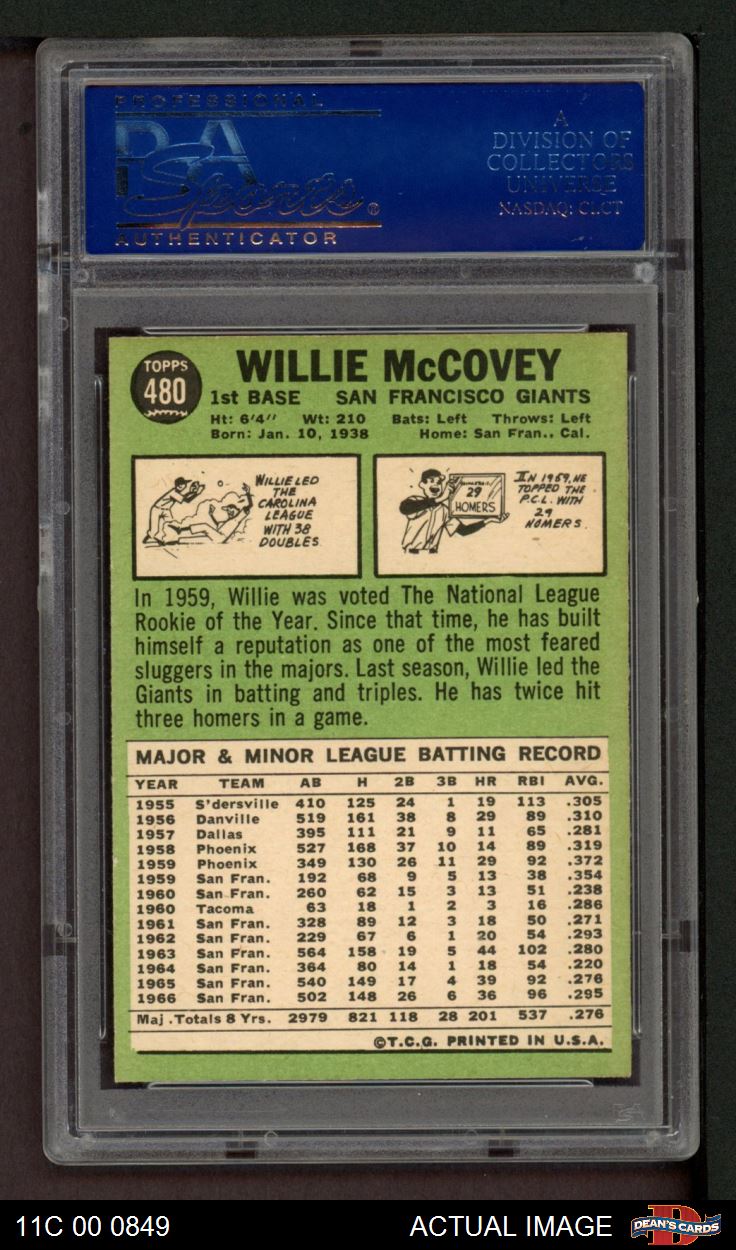 PROFESSIONAL
PSA
Sports®
AUTHENTICATOR
A
DIVISION OF
COLLECTORS
UNIVERSE
NASDAQ: CLCT
TOPPS
480
WILLIE McCOVEY
1st BASE SAN FRANCISCO GIANTS
Ht: 6'4" Wt: 210 Bats: Left Throws: Left
Born: Jan. 10, 1938 Home: San Fran., Cal.
WILLIE LED
THE
CAROLINA
LEAGUE
WITH 38
DOUBLES
29
HOMERS
IN 1959, HE
TOPPED THE
P.C.L. WITH
29
HOMERS.
In 1959, Willie was voted The National League
Rookie of the Year. Since that time, he has built
himself a reputation as one of the most feared
sluggers in the majors. Last season, Willie led the
Giants in batting and triples. He has twice hit
three homers in a game.
MAJOR & MINOR LEAGUE BATTING RECORD
YEAR TEAM AB H 2B 3B HR RBI AVG.
1955 S'dersville 410 125 24 1 19 113 .305
1956 Danville 519 161 38 8 29 89 .310
1957 Dallas 395 111 21 9 11 65 .281
1958 Phoenix 527 168 37 10 14 89 .319
1959 Phoenix 349 130 26 11 29 92 .372
1959 San Fran. 192 68 9 5 13 38 .354
1960 San Fran. 260 62 15 3 13 51 .238
1960 Tacoma 63 18 1 2 3 16 .286
1961 San Fran. 328 89 12 3 18 50 .271
1962 San Fran. 229 67 6 1 20 54 .293
1963 San Fran. 564 158 19 5 44 102 .280
1964 San Fran. 364 80 14 1 18 54 .220
1965 San Fran. 540 149 17 4 39 92 .276
1966 San Fran. 502 148 26 6 36 96 .295
Maj. Totals 8 Yrs. 2979 821 118 28 201 537 .276
©T.C.G. PRINTED IN U.S.A.
11C 00 0849 ACTUAL IMAGE
DEAN'S CARDS